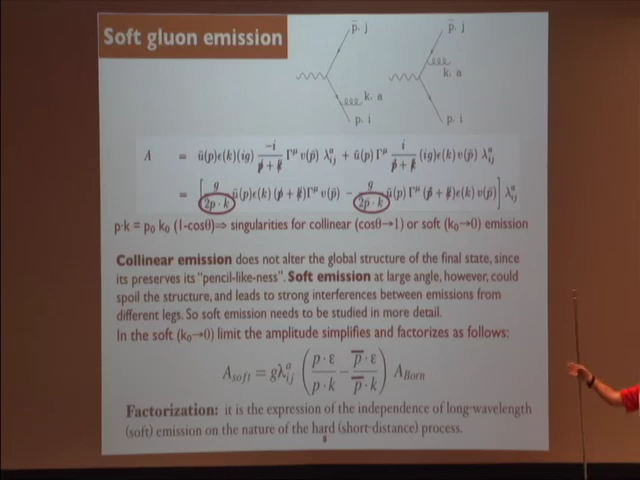 Soft gluon emission
p̄, j
p̄, j
k, a
k, a
p, i
p, i
A = ū(p)ε(k)(ig) −i/(p̸+k̸) Γ^μ v(p̄) λ^a_ij + ū(p) Γ^μ i/(p̸+k̸) (ig)ε(k) v(p̄) λ^a_ij
= [ g/(2p·k) ū(p)ε(k) (p̸+k̸)Γ^μ v(p̄) − g/(2p̄·k) ū(p) Γ^μ (p̸+k̸)ε(k) v(p̄) ] λ^a_ij
p·k = p₀ k₀ (1-cosθ)⇒ singularities for collinear (cosθ→1) or soft (k₀→0) emission
Collinear emission does not alter the global structure of the final state, since
its preserves its "pencil-like-ness". Soft emission at large angle, however, could
spoil the structure, and leads to strong interferences between emissions from
different legs. So soft emission needs to be studied in more detail.
In the soft (k₀→0) limit the amplitude simplifies and factorizes as follows:
A_soft = gλ^a_ij ( p·ε/p·k − p̄·ε/p̄·k ) A_Born
Factorization: it is the expression of the independence of long-wavelength
(soft) emission on the nature of the hard (short-distance) process.
8